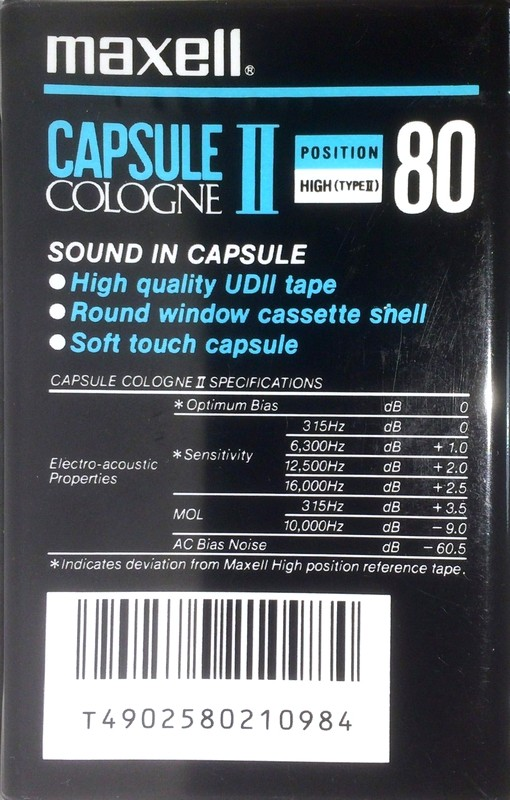 maxell®
CAPSULE II
COLOGNE
POSITION
HIGH (TYPE II)
80
SOUND IN CAPSULE
● High quality UDII tape
● Round window cassette shell
● Soft touch capsule
CAPSULE COLOGNE II SPECIFICATIONS
Electro-acoustic
Properties
* Optimum Bias dB 0
* Sensitivity
315Hz dB 0
6,300Hz dB + 1.0
12,500Hz dB + 2.0
16,000Hz dB + 2.5
MOL
315Hz dB + 3.5
10,000Hz dB − 9.0
AC Bias Noise dB − 60.5
* Indicates deviation from Maxell High position reference tape.
T4902580210984